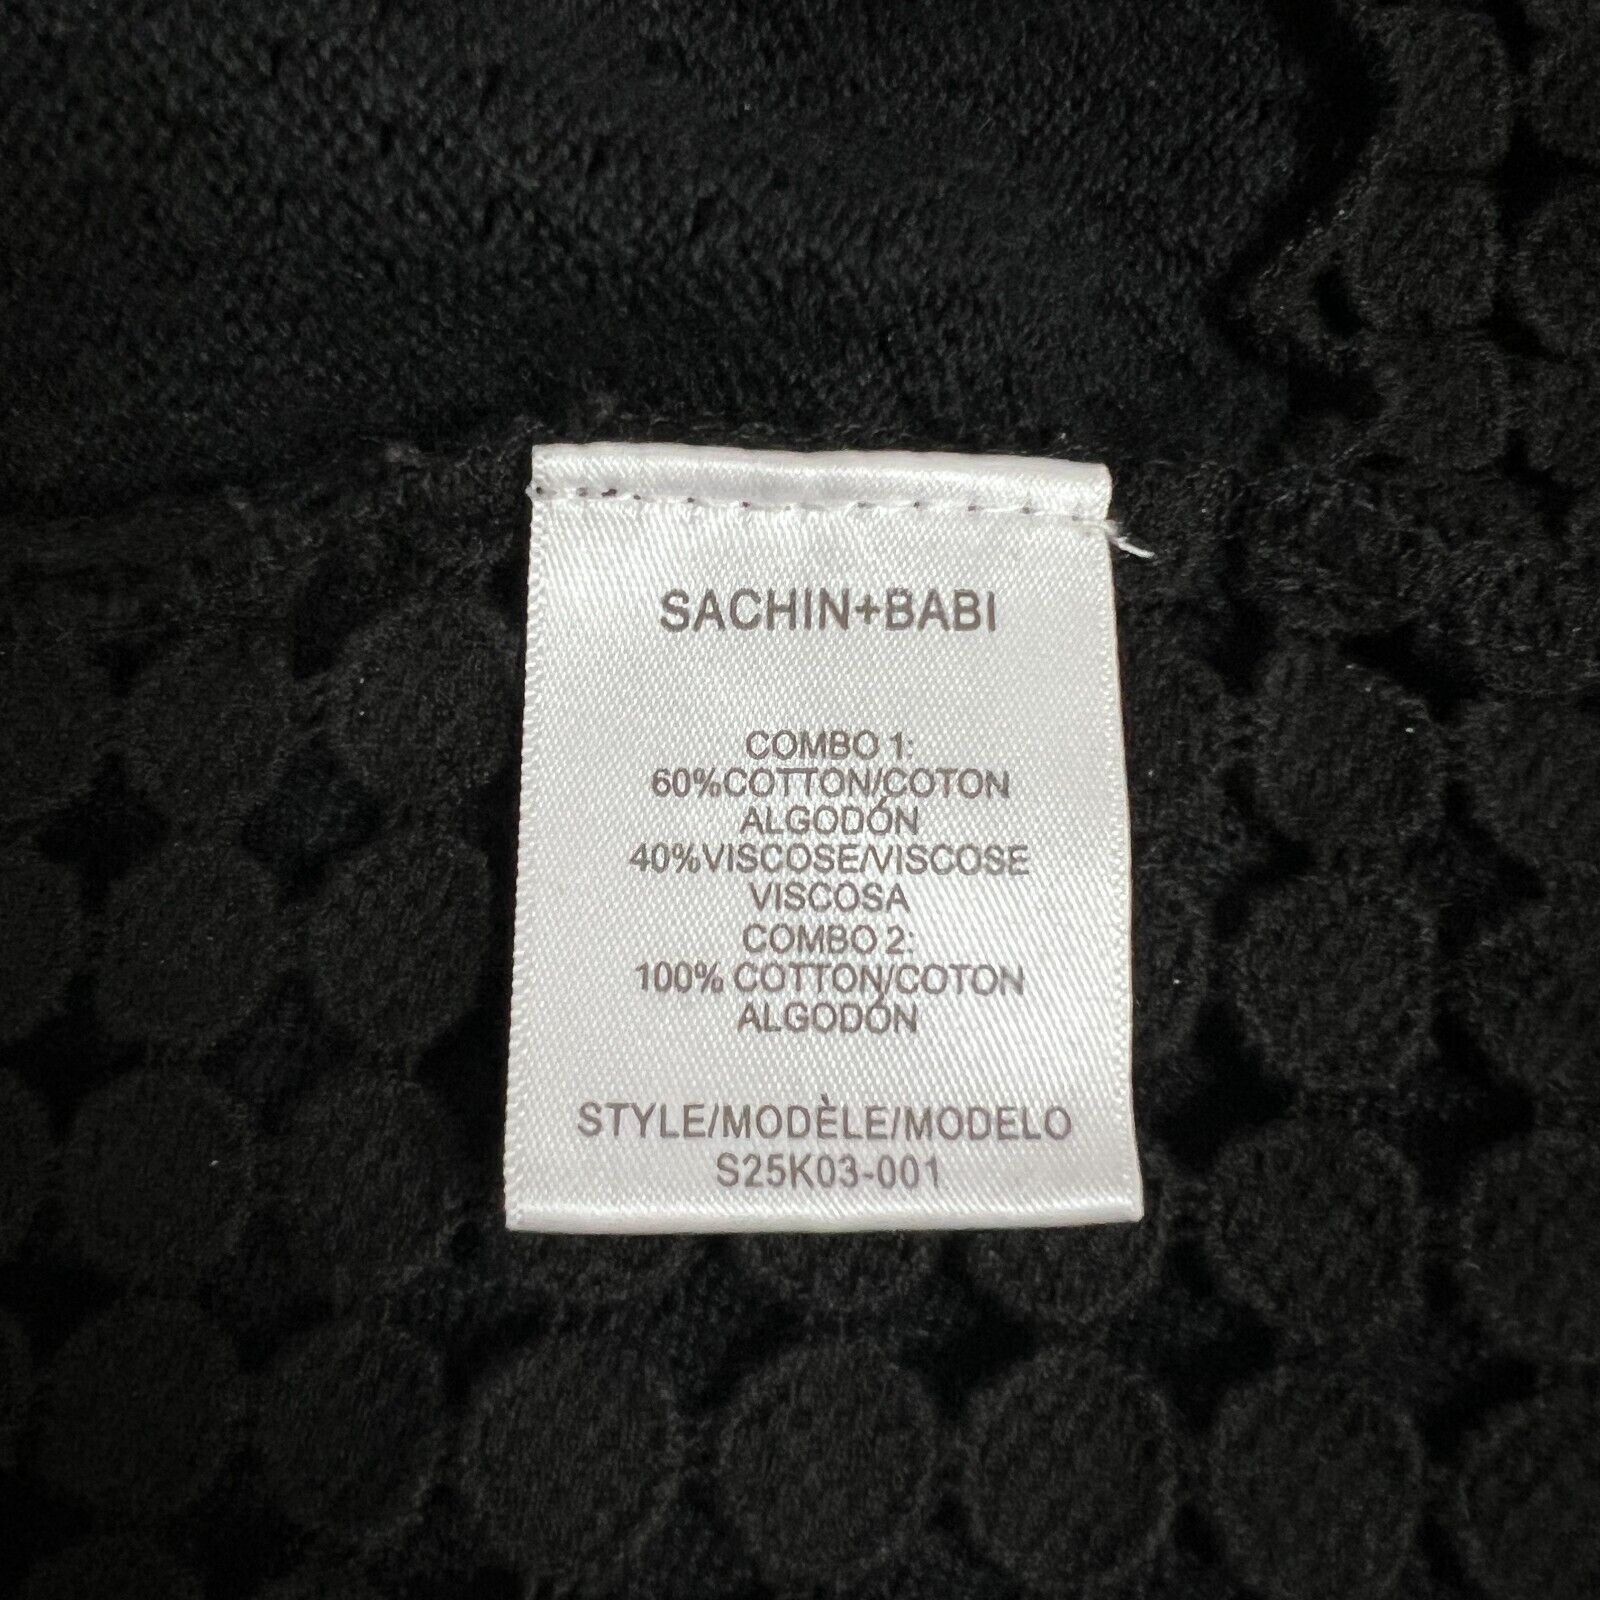 SACHIN+BABI
COMBO 1:
60%COTTON/COTON
ALGODÓN
40%VISCOSE/VISCOSE
VISCOSA
COMBO 2:
100% COTTON/COTON
ALGODÓN
STYLE/MODÈLE/MODELO
S25K03-001